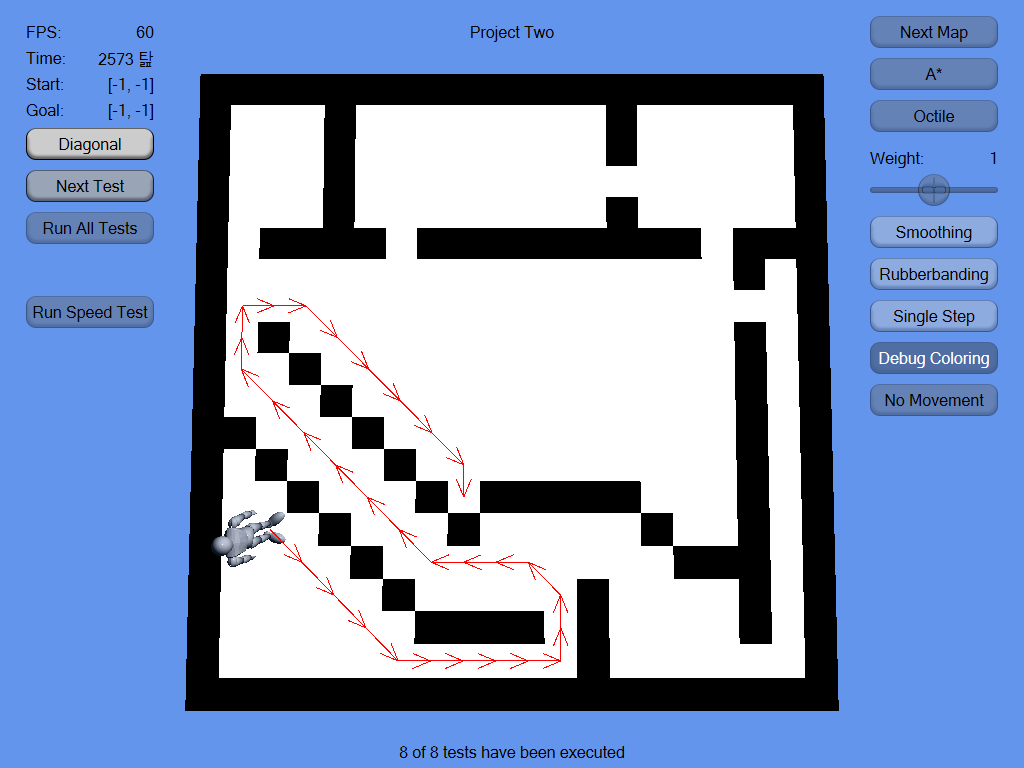 FPS: 60
Time: 2573 탎
Start: [-1, -1]
Goal: [-1, -1]
Diagonal
Next Test
Run All Tests
Run Speed Test
Project Two
Next Map
A*
Octile
Weight: 1
Smoothing
Rubberbanding
Single Step
Debug Coloring
No Movement
8 of 8 tests have been executed